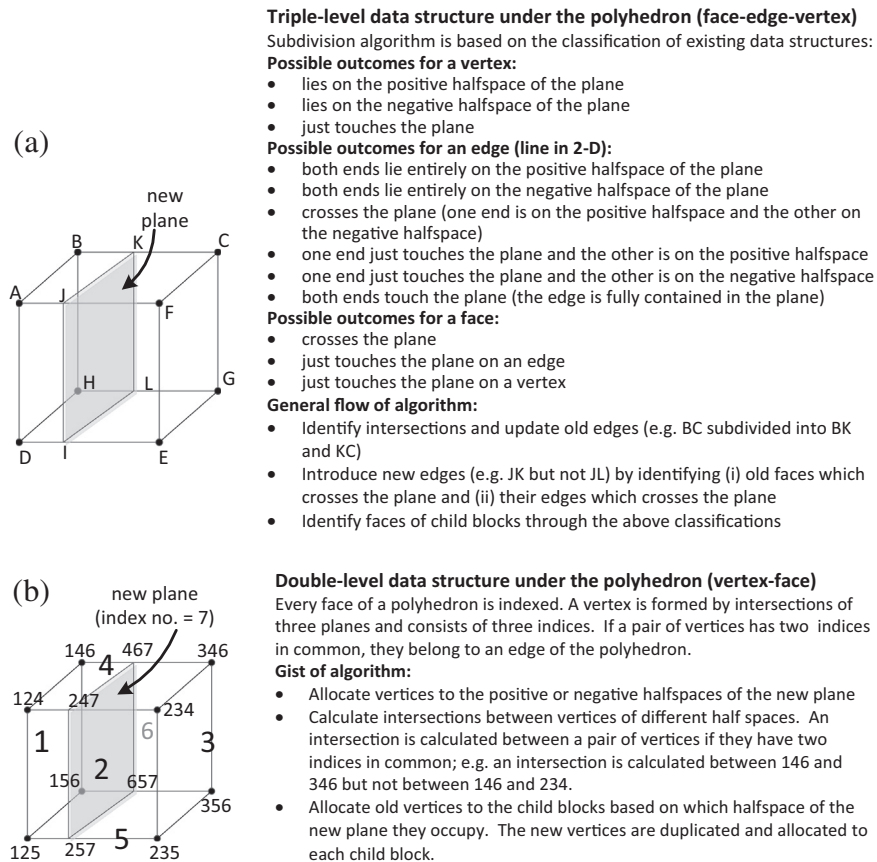 Triple-level data structure under the polyhedron (face-edge-vertex)
Subdivision algorithm is based on the classification of existing data structures:
Possible outcomes for a vertex:
• lies on the positive halfspace of the plane
• lies on the negative halfspace of the plane
• just touches the plane
Possible outcomes for an edge (line in 2-D):
• both ends lie entirely on the positive halfspace of the plane
• both ends lie entirely on the negative halfspace of the plane
• crosses the plane (one end is on the positive halfspace and the other on
the negative halfspace)
• one end just touches the plane and the other is on the positive halfspace
• one end just touches the plane and the other is on the negative halfspace
• both ends touch the plane (the edge is fully contained in the plane)
Possible outcomes for a face:
• crosses the plane
• just touches the plane on an edge
• just touches the plane on a vertex
General flow of algorithm:
• Identify intersections and update old edges (e.g. BC subdivided into BK
and KC)
• Introduce new edges (e.g. JK but not JL) by identifying (i) old faces which
crosses the plane and (ii) their edges which crosses the plane
• Identify faces of child blocks through the above classifications
(a)
new
plane
B K C
A J F
H L G
D I E
(b)
new plane
(index no. = 7)
146 467 346
4
124 247 234
6
1 2 3
156 657
356
125 257 5 235
Double-level data structure under the polyhedron (vertex-face)
Every face of a polyhedron is indexed. A vertex is formed by intersections of
three planes and consists of three indices. If a pair of vertices has two indices
in common, they belong to an edge of the polyhedron.
Gist of algorithm:
• Allocate vertices to the positive or negative halfspaces of the new plane
• Calculate intersections between vertices of different half spaces. An
intersection is calculated between a pair of vertices if they have two
indices in common; e.g. an intersection is calculated between 146 and
346 but not between 146 and 234.
• Allocate old vertices to the child blocks based on which halfspace of the
new plane they occupy. The new vertices are duplicated and allocated to
each child block.